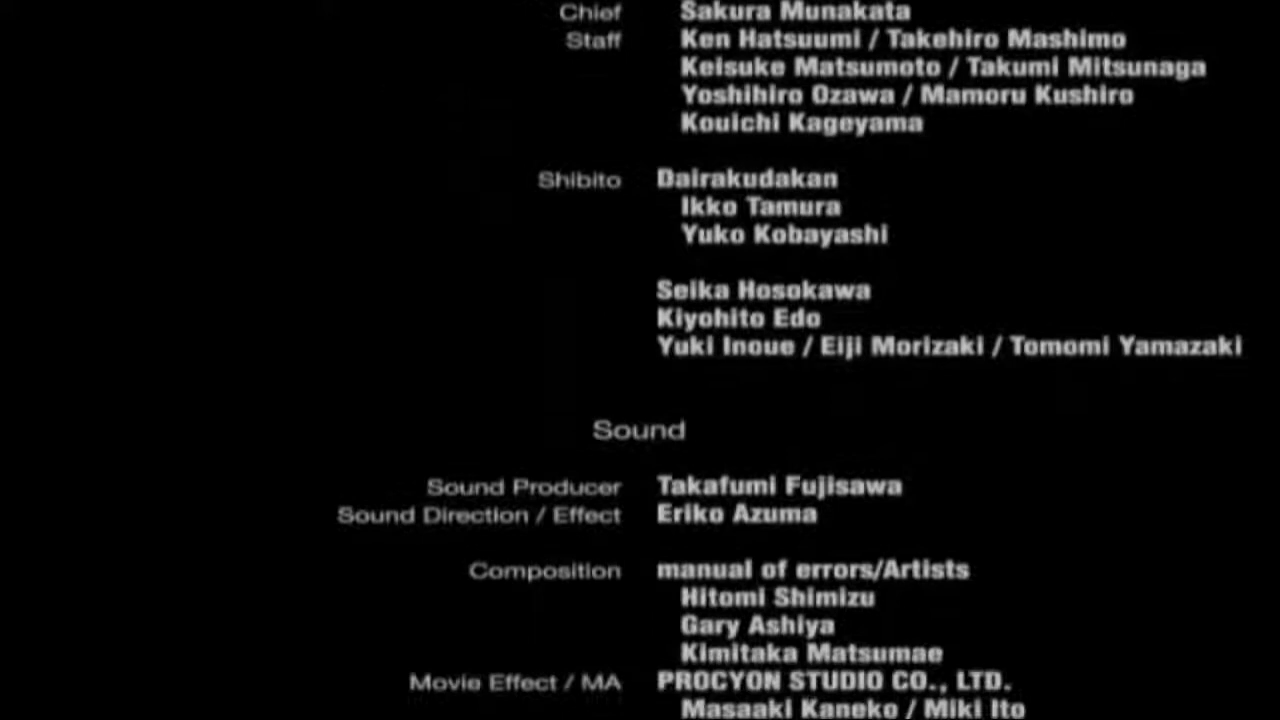 Chief Sakura Munakata
Staff Ken Hatsuumi / Takehiro Mashimo
Keisuke Matsumoto / Takumi Mitsunaga
Yoshihiro Ozawa / Mamoru Kushiro
Kouichi Kageyama
Shibito Dairakudakan
Ikko Tamura
Yuko Kobayashi
Seika Hosokawa
Kiyohito Edo
Yuki Inoue / Eiji Morizaki / Tomomi Yamazaki
Sound
Sound Producer Takafumi Fujisawa
Sound Direction / Effect Eriko Azuma
Composition manual of errors/Artists
Hitomi Shimizu
Gary Ashiya
Kimitaka Matsumae
Movie Effect / MA PROCYON STUDIO CO., LTD.
Masaaki Kaneko / Miki Ito